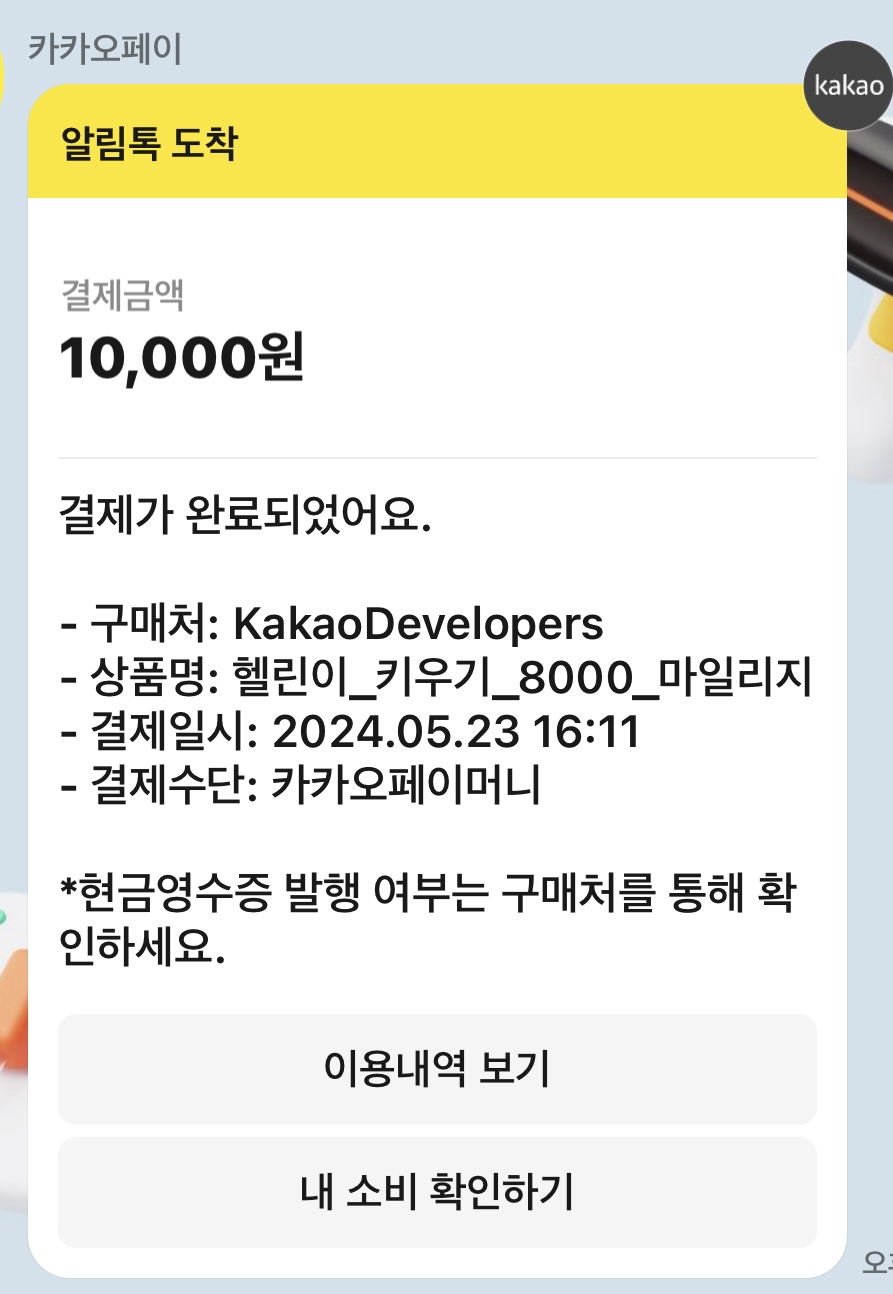 카카오페이
kakao
알림톡 도착
결제금액
10,000원
결제가 완료되었어요.
- 구매처: KakaoDevelopers
- 상품명: 헬린이_키우기_8000_마일리지
- 결제일시: 2024.05.23 16:11
- 결제수단: 카카오페이머니
*현금영수증 발행 여부는 구매처를 통해 확
인하세요.
이용내역 보기
내 소비 확인하기